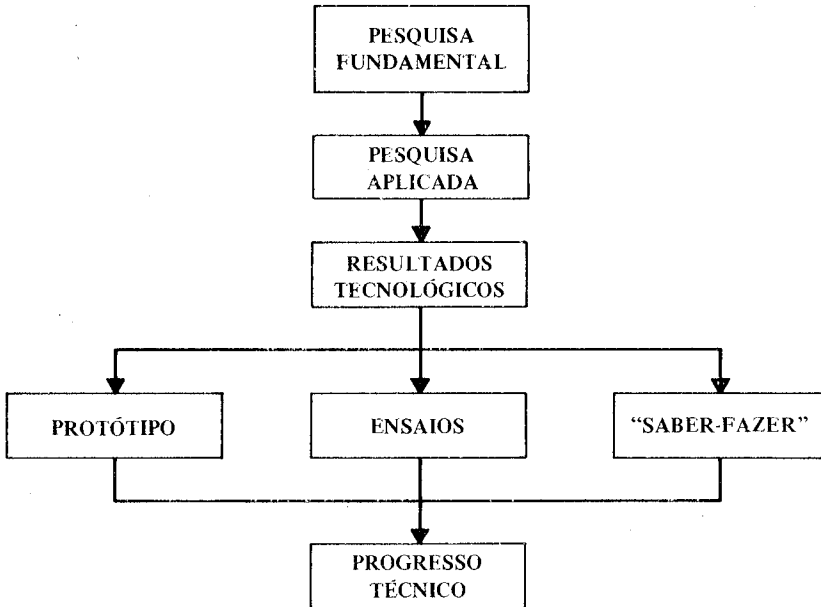 PESQUISA
FUNDAMENTAL
PESQUISA
APLICADA
RESULTADOS
TECNOLÓGICOS
PROTÓTIPO
ENSAIOS
“SABER-FAZER”
PROGRESSO
TÉCNICO